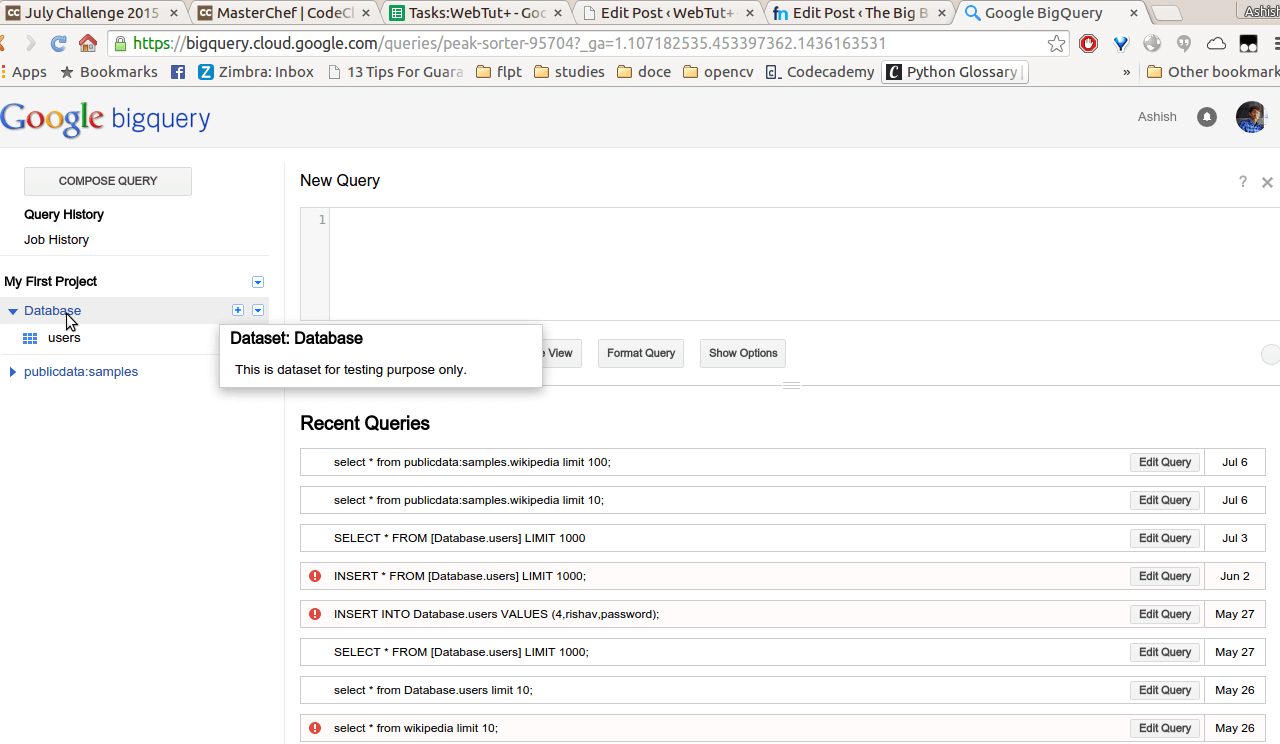 July Challenge 2015
MasterChef | CodeCl
Tasks:WebTut+ - Goo
Edit Post ‹ WebTut+
Edit Post ‹ The Big B
Google BigQuery
Ashish
https://bigquery.cloud.google.com/queries/peak-sorter-95704?_ga=1.107182535.453397362.1436163531
Apps
Bookmarks
Zimbra: Inbox
13 Tips For Guara
flpt
studies
doce
opencv
Codecademy
Python Glossary |
»
Other bookmark
Google bigquery
Ashish
COMPOSE QUERY
Query History
Job History
My First Project
Database
users
publicdata:samples
New Query
?
1
Dataset: Database
This is dataset for testing purpose only.
View
Format Query
Show Options
Recent Queries
select * from publicdata:samples.wikipedia limit 100; Edit Query Jul 6
select * from publicdata:samples.wikipedia limit 10; Edit Query Jul 6
SELECT * FROM [Database.users] LIMIT 1000 Edit Query Jul 3
INSERT * FROM [Database.users] LIMIT 1000; Edit Query Jun 2
INSERT INTO Database.users VALUES (4,rishav,password); Edit Query May 27
SELECT * FROM [Database.users] LIMIT 1000; Edit Query May 27
select * from Database.users limit 10; Edit Query May 26
select * from wikipedia limit 10; Edit Query May 26